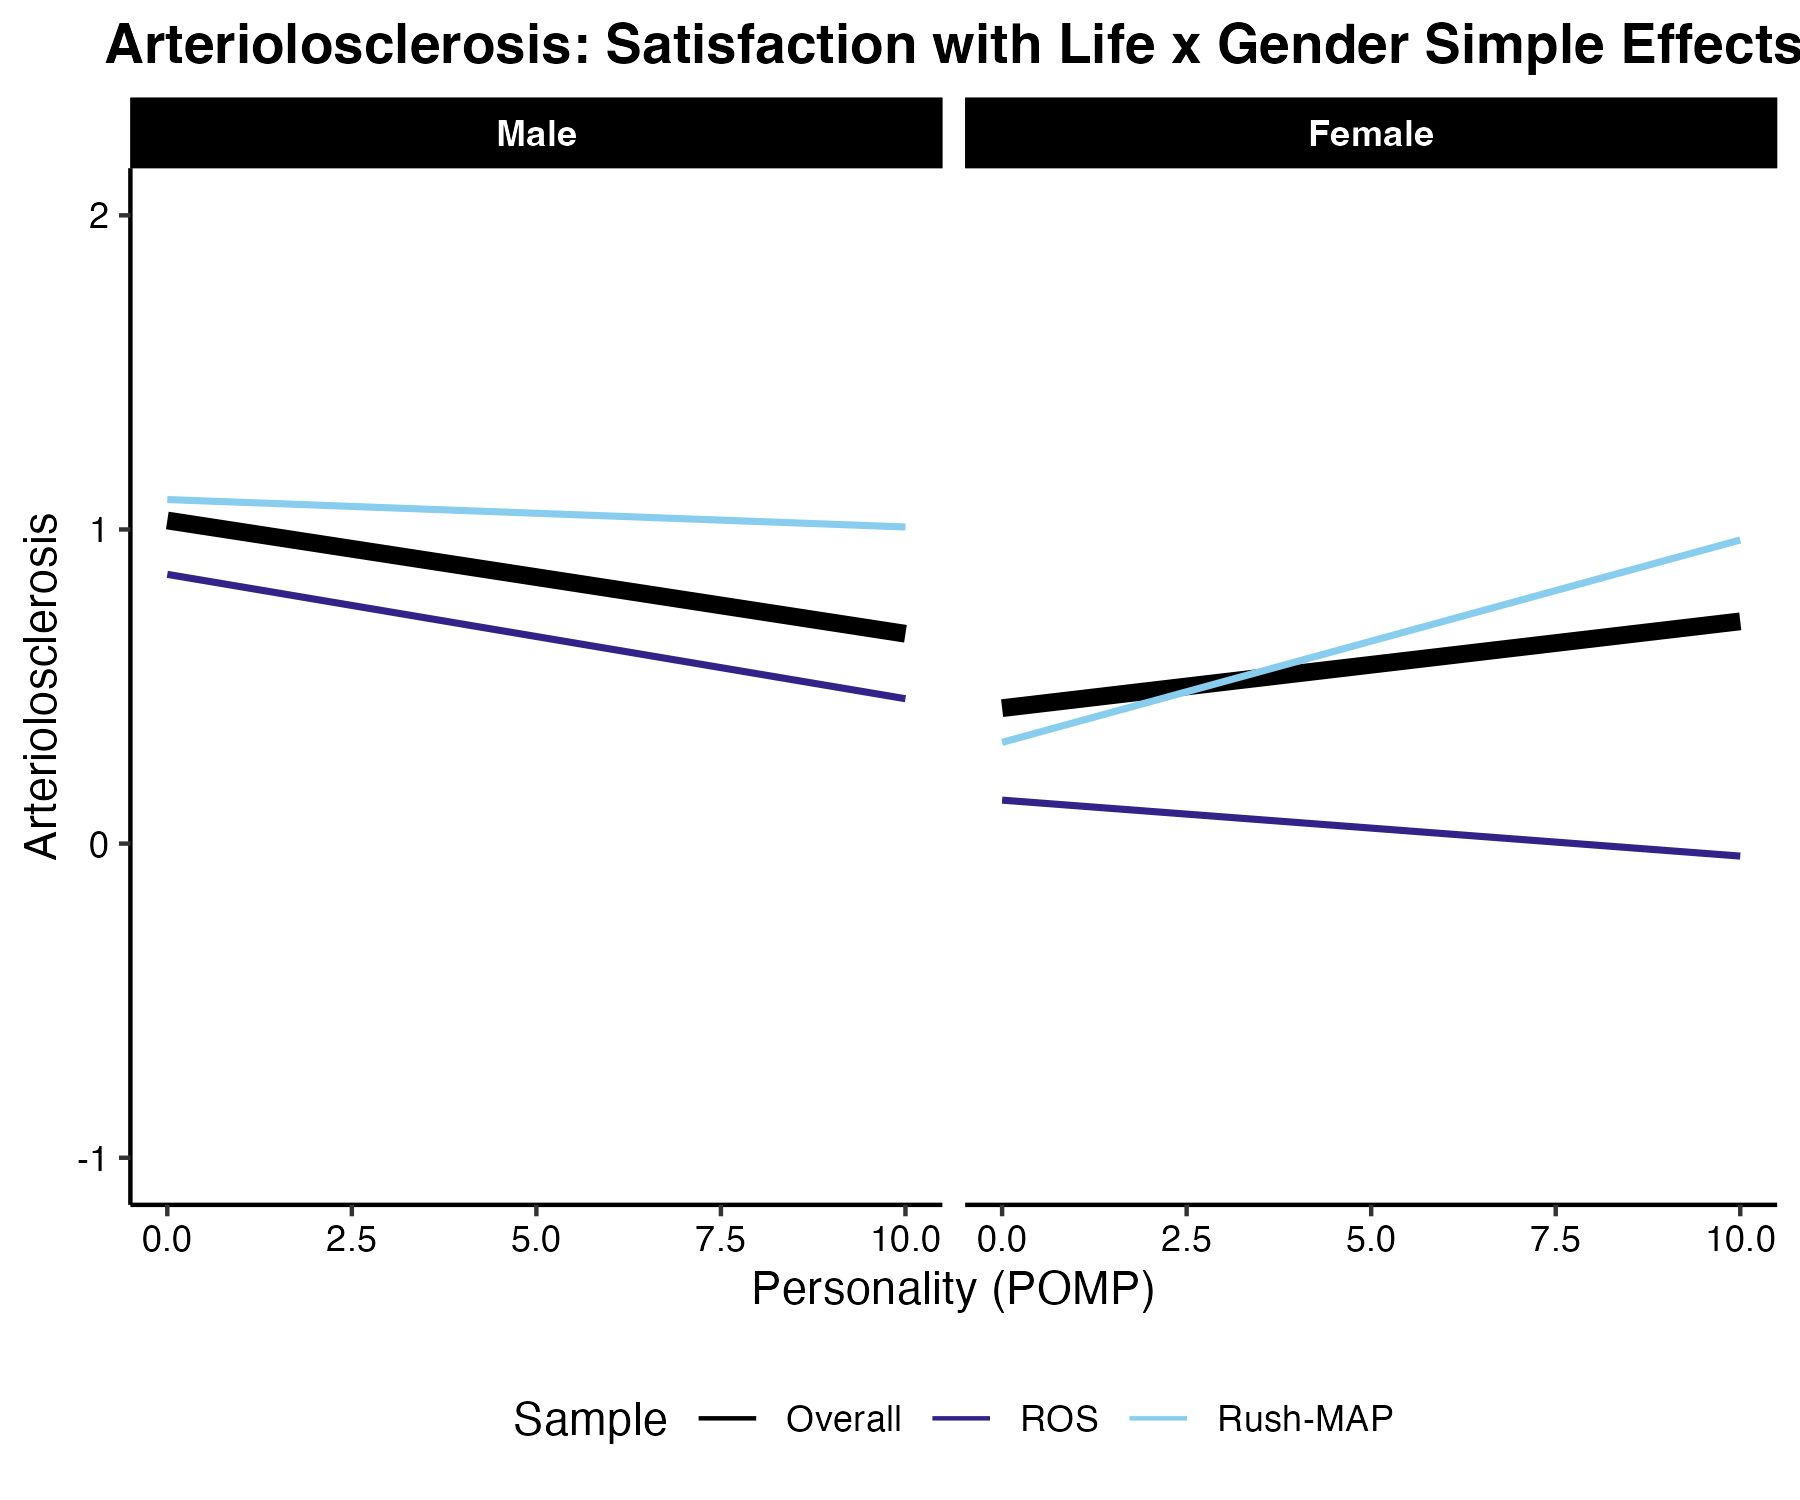 Arteriolosclerosis: Satisfaction with Life x Gender Simple Effects
Male Female
2
1
0
-1
Arteriolosclerosis
0.0 2.5 5.0 7.5 10.0 0.0 2.5 5.0 7.5 10.0
Personality (POMP)
Sample Overall ROS Rush-MAP